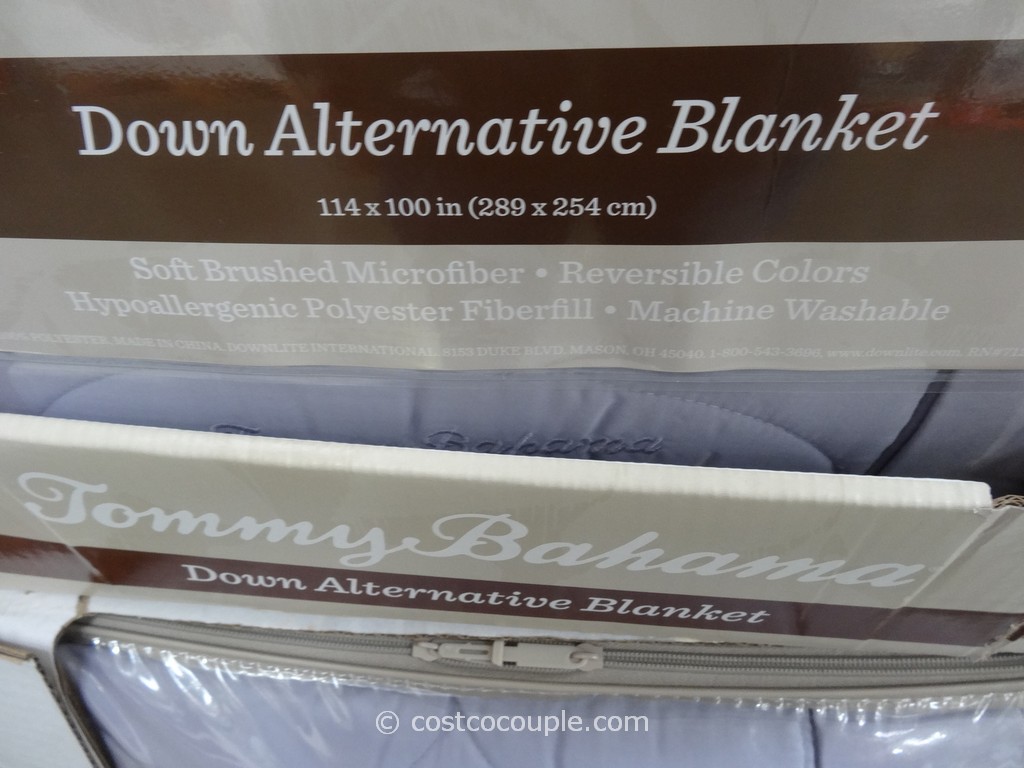 Down Alternative Blanket
114 x 100 in (289 x 254 cm)
Soft Brushed Microfiber • Reversible Colors
Hypoallergenic Polyester Fiberfill • Machine Washable
POLYESTER. MADE IN CHINA. DOWNLITE INTERNATIONAL. 8153 DUKE BLVD. MASON, OH 45040. 1-800-543-3696, www.downlite.com.
Tommy Bahama
Tommy Bahama
Down Alternative Blanket
© costcocouple.com